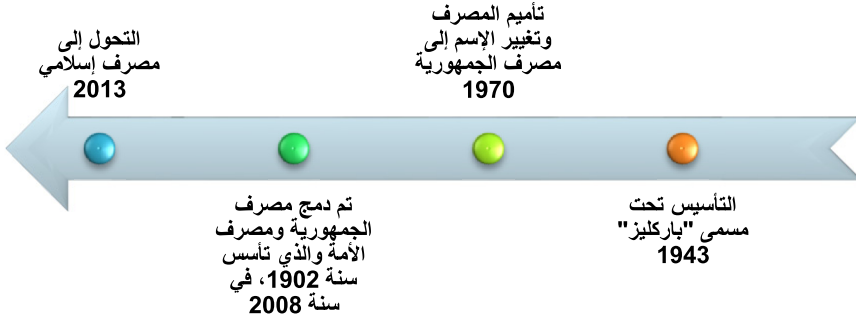 التأسيس تحت
مسمى "باركليز"
1943
تأميم المصرف
وتغيير الإسم إلى
مصرف الجمهورية
1970
تم دمج مصرف
الجمهورية ومصرف
الأمة والذي تأسس
سنة 1902، في
سنة 2008
التحول إلى
مصرف إسلامي
2013